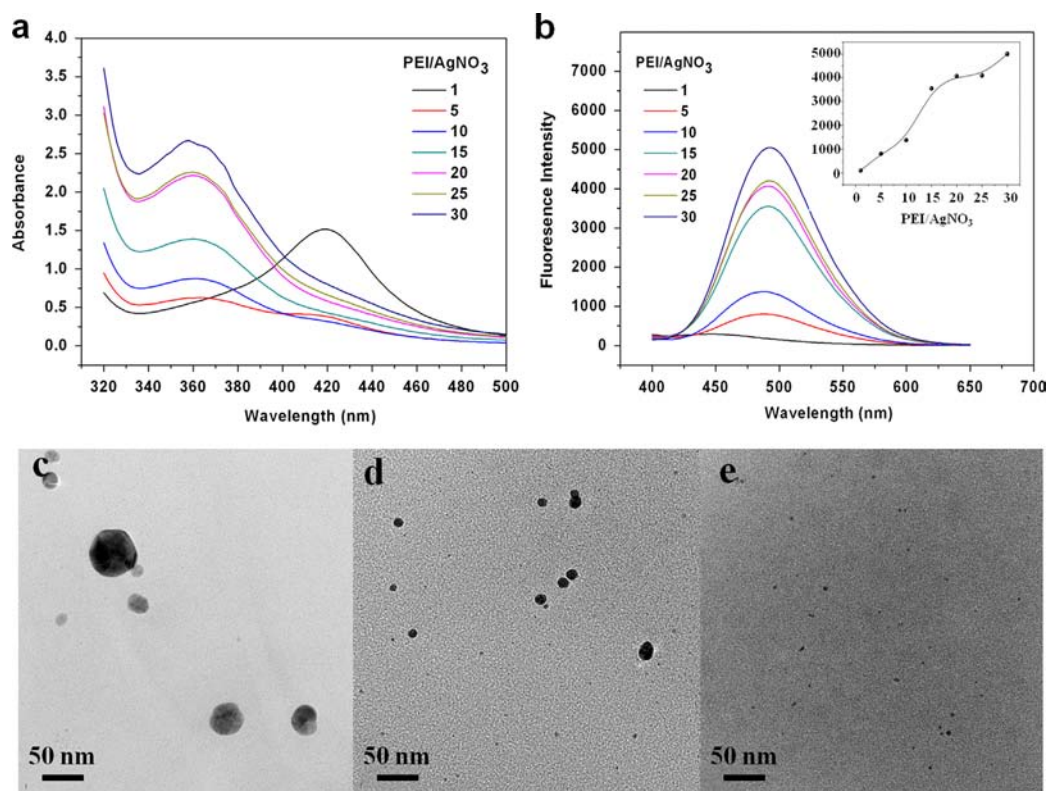 a
4.0
3.5
3.0
2.5
2.0
1.5
1.0
0.5
0.0
Absorbance
PEI/AgNO3
1
5
10
15
20
25
30
320 340 360 380 400 420 440 460 480 500
Wavelength (nm)
b
7000
6000
5000
4000
3000
2000
1000
0
Fluoresence Intensity
PEI/AgNO3
1
5
10
15
20
25
30
5000
4000
3000
2000
1000
0
0 5 10 15 20 25 30
PEI/AgNO3
400 450 500 550 600 650 700
Wavelength (nm)
c
50 nm
d
50 nm
e
50 nm